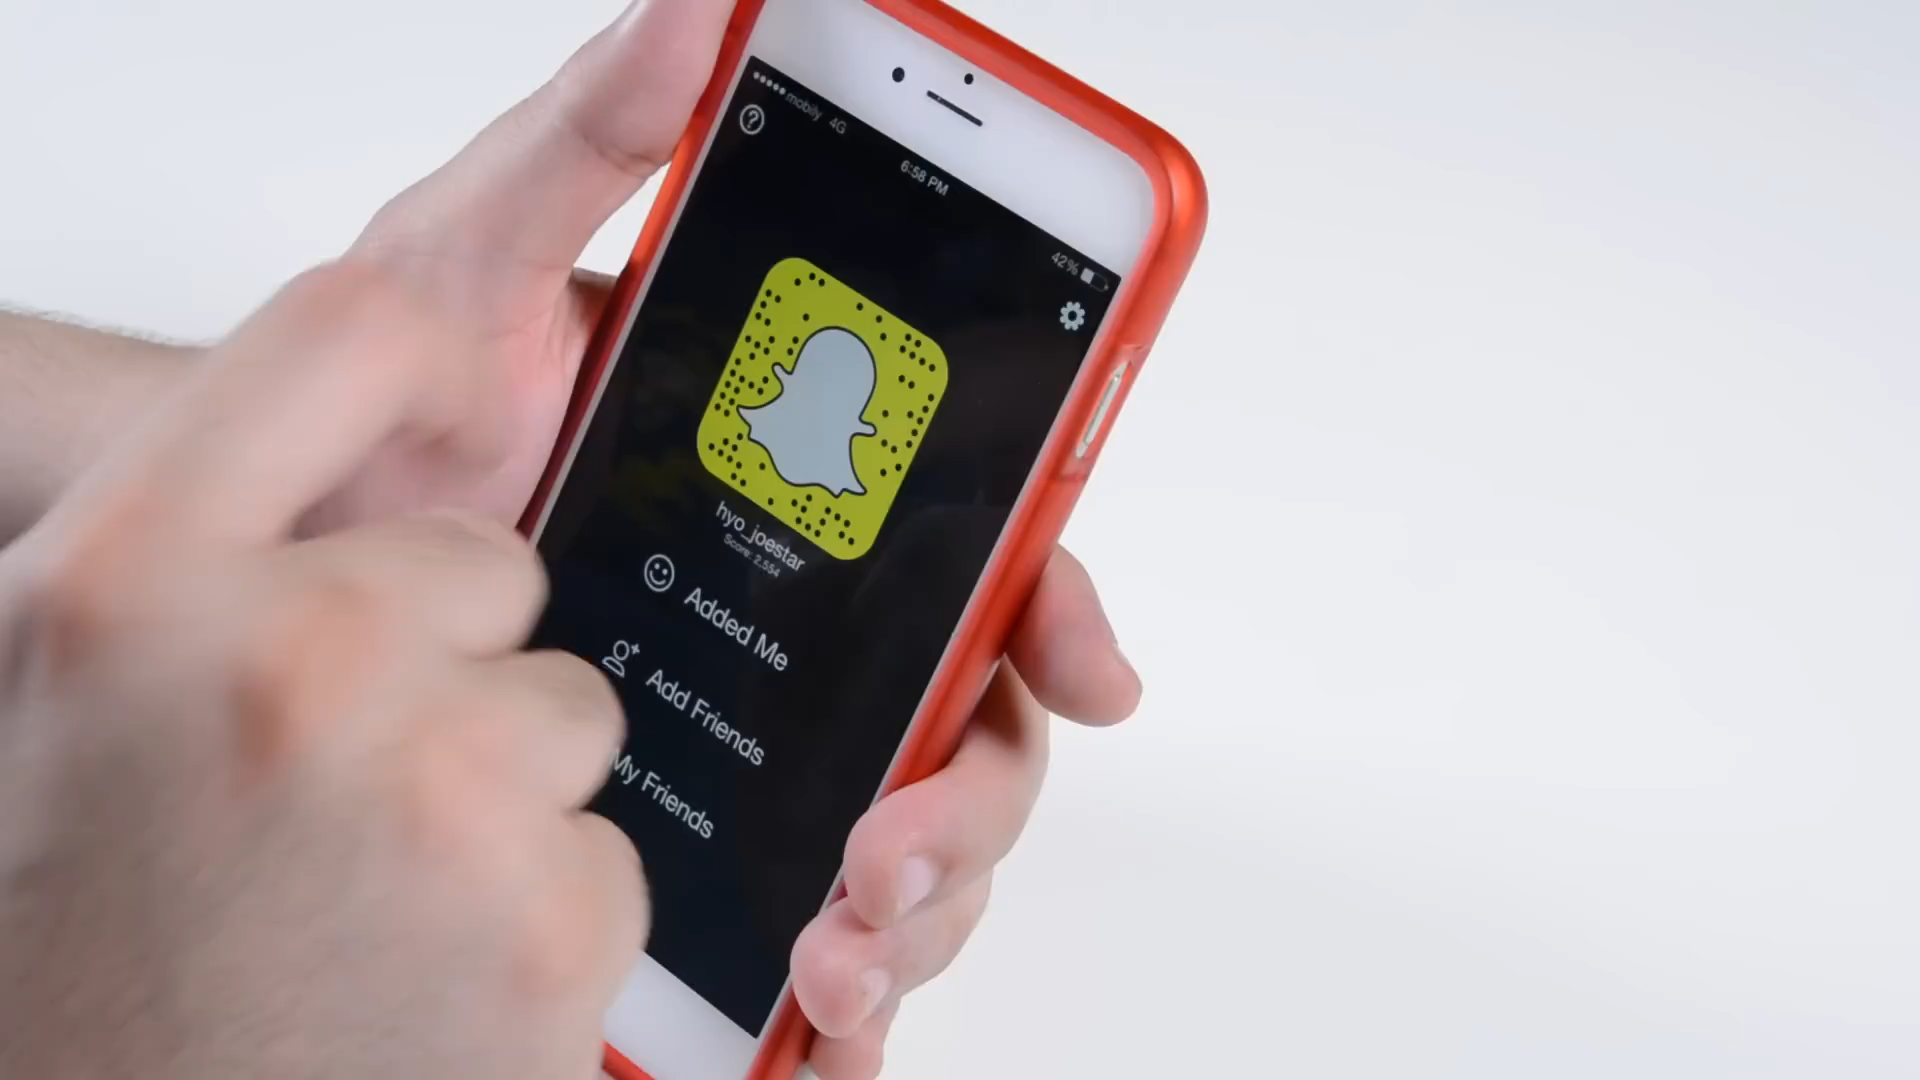 mobily 4G
6:58 PM
42%
?
hyo_joestar
Score: 2,554
Added Me
Add Friends
My Friends